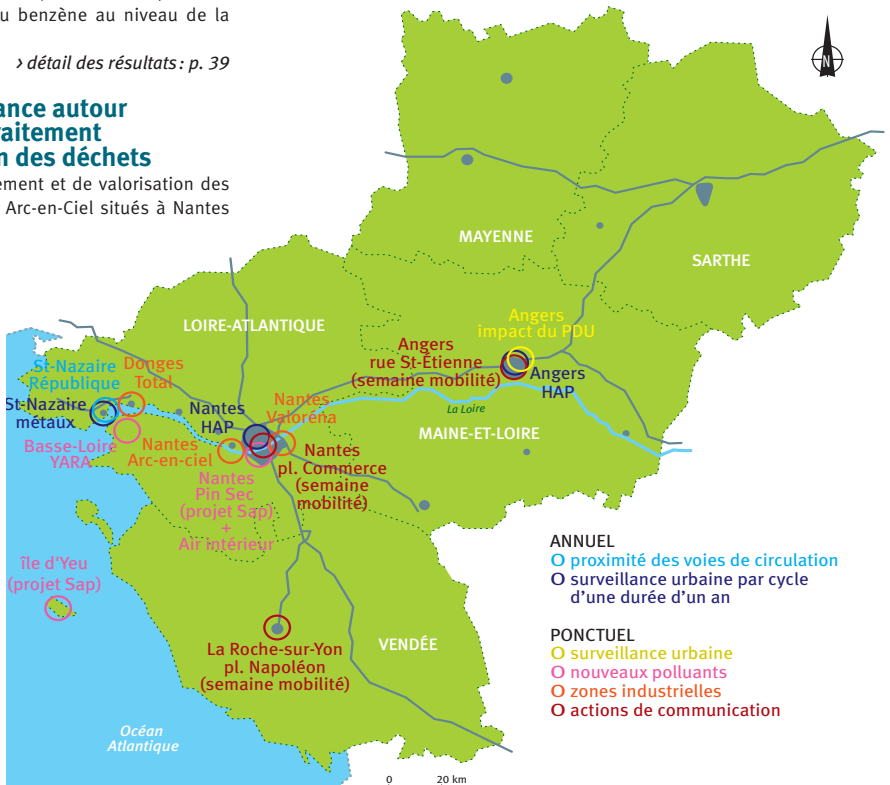 u benzène au niveau de la
› détail des résultats : p. 39
ance autour
raitement
n des déchets
ement et de valorisation des
Arc-en-Ciel situés à Nantes
N
MAYENNE
SARTHE
LOIRE-ATLANTIQUE
Angers
impact du PDU
Angers
rue St-Étienne
(semaine mobilité)
Angers
HAP
St-Nazaire
République
Donges
Total
St-Nazaire
métaux
Nantes
HAP
Nantes
Valoréna
La Loire
MAINE-ET-LOIRE
Basse-Loire
YARA
Nantes
Arc-en-ciel
Nantes
pl. Commerce
(semaine
mobilité)
Nantes
Pin Sec
(projet Sap)
+
Air intérieur
île d'Yeu
(projet Sap)
La Roche-sur-Yon
pl. Napoléon
(semaine mobilité)
VENDÉE
Océan
Atlantique
0 20 km
ANNUEL
O proximité des voies de circulation
O surveillance urbaine par cycle
d'une durée d'un an
PONCTUEL
O surveillance urbaine
O nouveaux polluants
O zones industrielles
O actions de communication